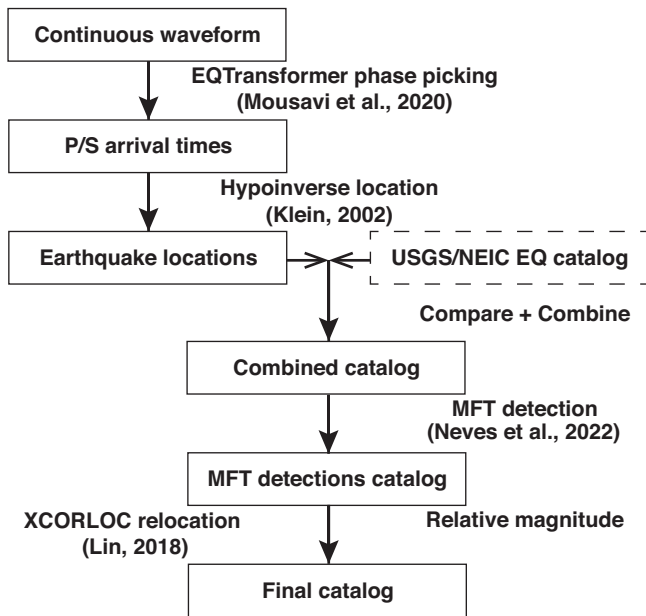 Continuous waveform
EQTransformer phase picking
(Mousavi et al., 2020)
P/S arrival times
Hypoinverse location
(Klein, 2002)
Earthquake locations
USGS/NEIC EQ catalog
Compare + Combine
Combined catalog
MFT detection
(Neves et al., 2022)
MFT detections catalog
XCORLOC relocation
(Lin, 2018)
Relative magnitude
Final catalog